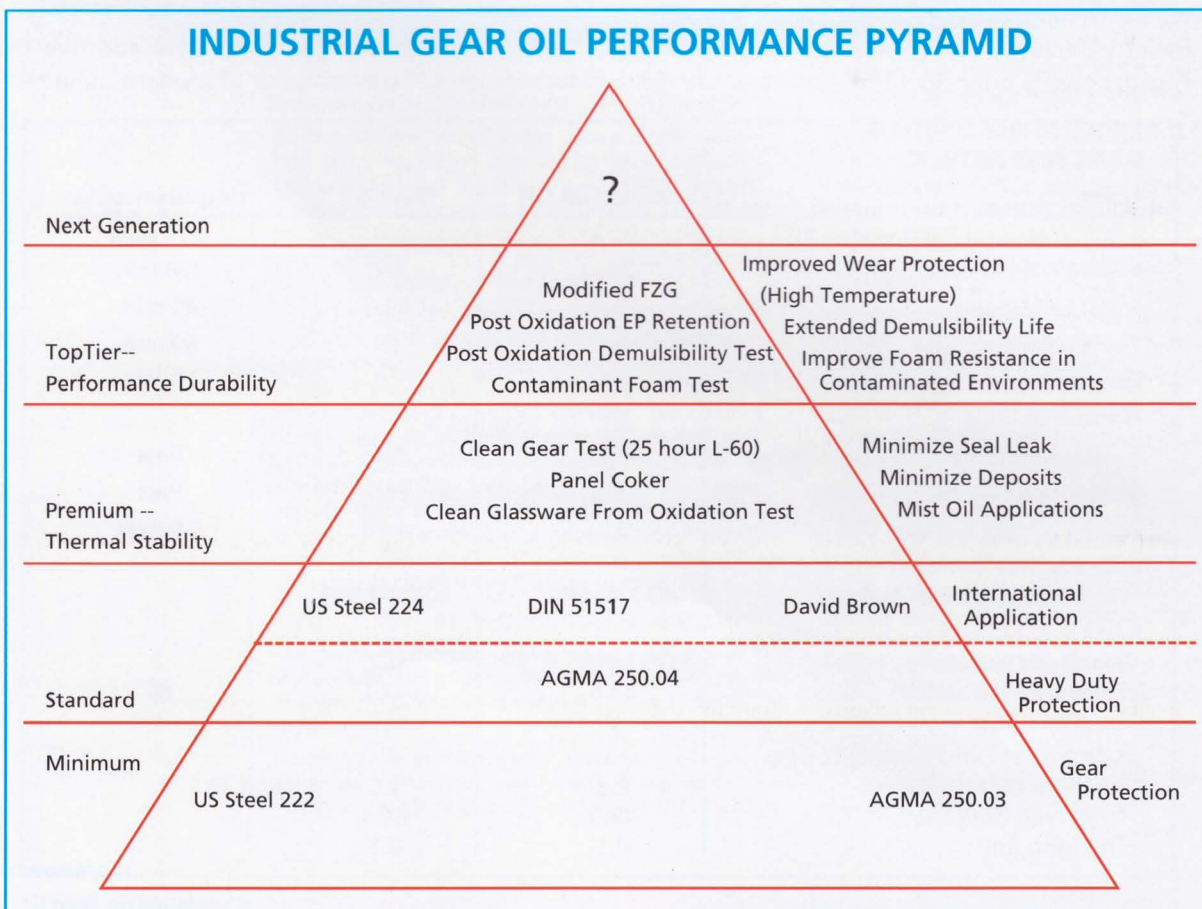 INDUSTRIAL GEAR OIL PERFORMANCE PYRAMID
?
Next Generation
Modified FZG
Post Oxidation EP Retention
Post Oxidation Demulsibility Test
Contaminant Foam Test
Improved Wear Protection
(High Temperature)
Extended Demulsibility Life
Improve Foam Resistance in
Contaminated Environments
TopTier--
Performance Durability
Clean Gear Test (25 hour L-60)
Panel Coker
Clean Glassware From Oxidation Test
Minimize Seal Leak
Minimize Deposits
Mist Oil Applications
Premium --
Thermal Stability
US Steel 224
DIN 51517
David Brown
International
Application
AGMA 250.04
Heavy Duty
Protection
Standard
Minimum
US Steel 222
AGMA 250.03
Gear
Protection